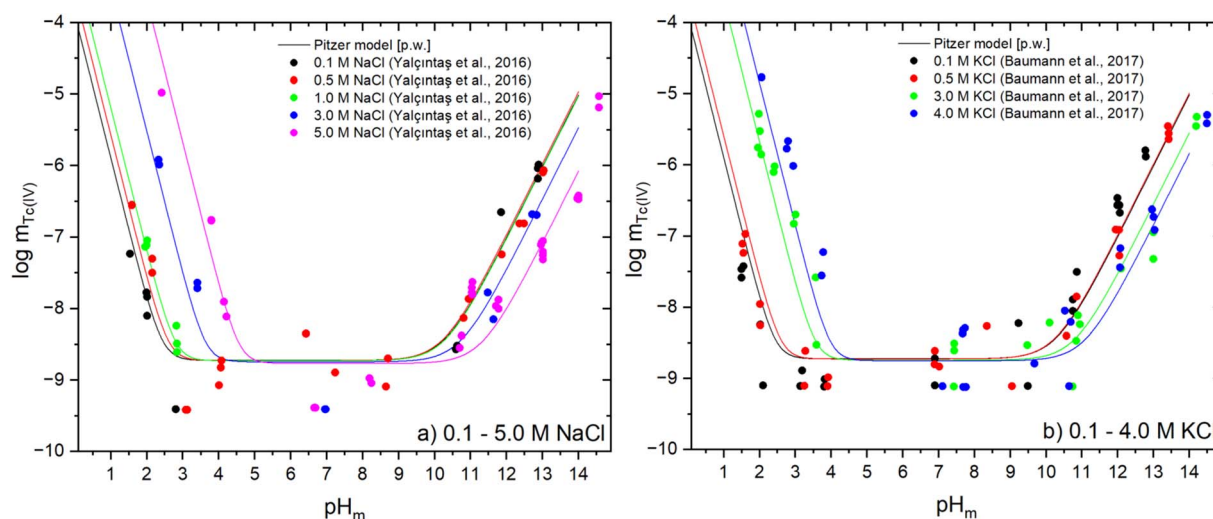 −4
−5
−6
−7
−8
−9
−10
log mTc(IV)
Pitzer model [p.w.]
0.1 M NaCl (Yalçıntaş et al., 2016)
0.5 M NaCl (Yalçıntaş et al., 2016)
1.0 M NaCl (Yalçıntaş et al., 2016)
3.0 M NaCl (Yalçıntaş et al., 2016)
5.0 M NaCl (Yalçıntaş et al., 2016)
a) 0.1 - 5.0 M NaCl
1 2 3 4 5 6 7 8 9 10 11 12 13 14
pHm
−4
−5
−6
−7
−8
−9
−10
log mTc(IV)
Pitzer model [p.w.]
0.1 M KCl (Baumann et al., 2017)
0.5 M KCl (Baumann et al., 2017)
3.0 M KCl (Baumann et al., 2017)
4.0 M KCl (Baumann et al., 2017)
b) 0.1 - 4.0 M KCl
1 2 3 4 5 6 7 8 9 10 11 12 13 14
pHm